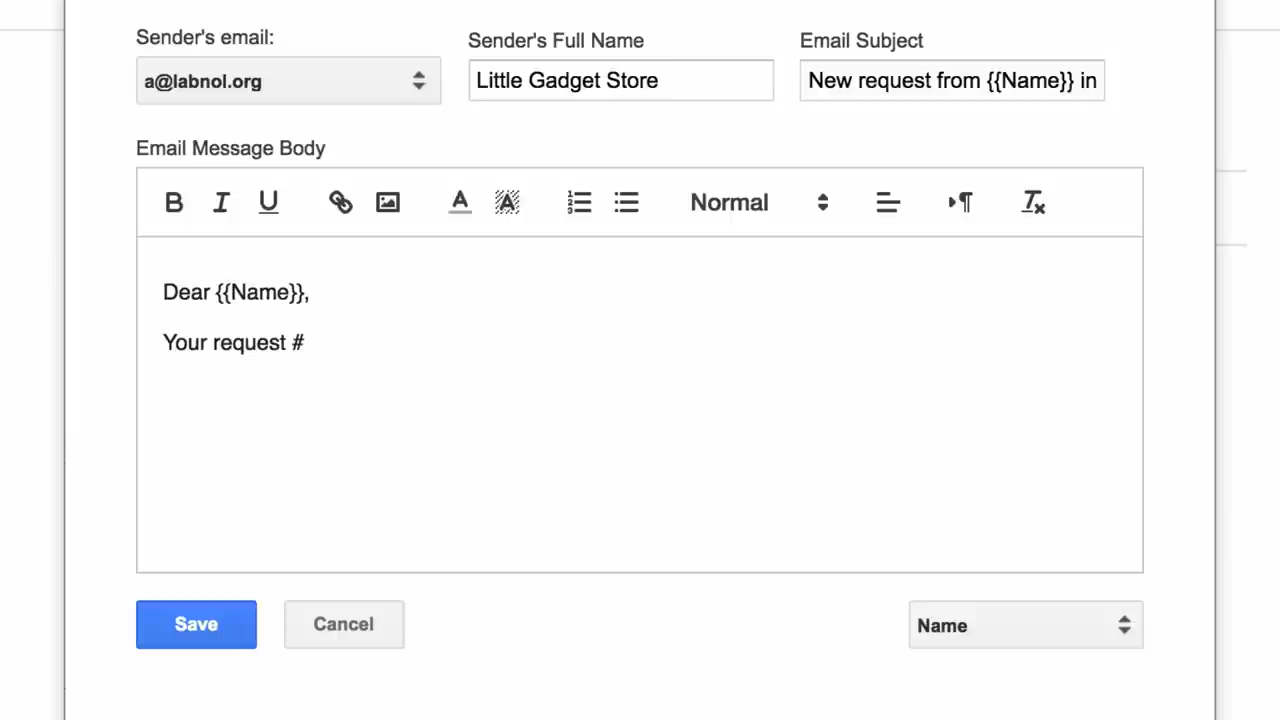 Sender's email:
Sender's Full Name
Email Subject
a@labnol.org
Little Gadget Store
New request from {{Name}} in
Email Message Body
B I U A A Normal
Dear {{Name}},
Your request #
Save
Cancel
Name